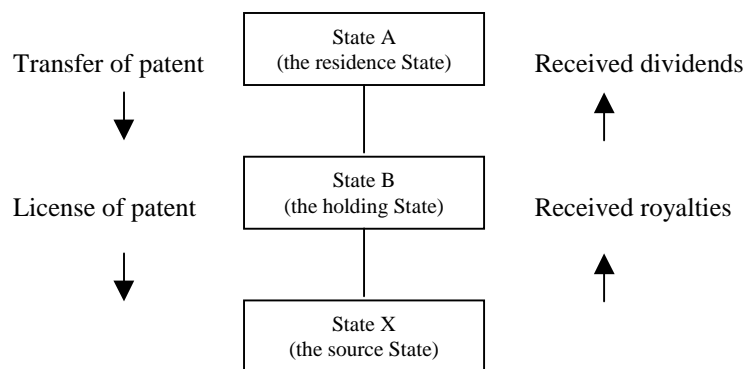 State A
(the residence State)
Transfer of patent
Received dividends
State B
(the holding State)
License of patent
Received royalties
State X
(the source State)